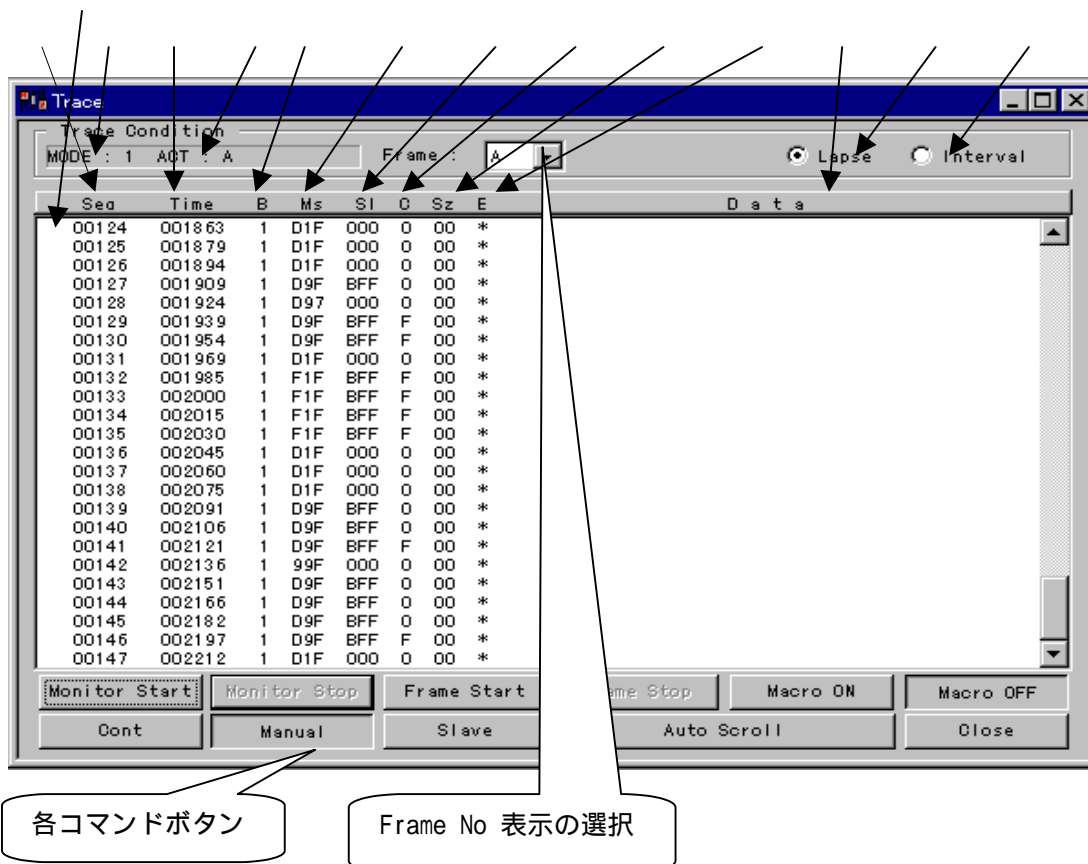 Trace
Trace Condition
MODE : 1 ACT : A Frame : A Lapse Interval
Seq Time B Ms Sl C Sz E Data
00124 001863 1 D1F 000 0 00 *
00125 001879 1 D1F 000 0 00 *
00126 001894 1 D1F 000 0 00 *
00127 001909 1 D9F BFF 0 00 *
00128 001924 1 D97 000 0 00 *
00129 001939 1 D9F BFF F 00 *
00130 001954 1 D9F BFF F 00 *
00131 001969 1 D1F 000 0 00 *
00132 001985 1 F1F BFF F 00 *
00133 002000 1 F1F BFF F 00 *
00134 002015 1 F1F BFF F 00 *
00135 002030 1 F1F BFF F 00 *
00136 002045 1 D1F 000 0 00 *
00137 002060 1 D1F 000 0 00 *
00138 002075 1 D1F 000 0 00 *
00139 002091 1 D9F BFF 0 00 *
00140 002106 1 D9F BFF 0 00 *
00141 002121 1 D9F BFF F 00 *
00142 002136 1 99F 000 0 00 *
00143 002151 1 D9F BFF 0 00 *
00144 002166 1 D9F BFF 0 00 *
00145 002182 1 D9F BFF 0 00 *
00146 002197 1 D9F BFF F 00 *
00147 002212 1 D1F 000 0 00 *
Monitor Start Monitor Stop Frame Start me Stop Macro ON Macro OFF
Cont Manual Slave Auto Scroll Close
各コマンドボタン
Frame No 表示の選択